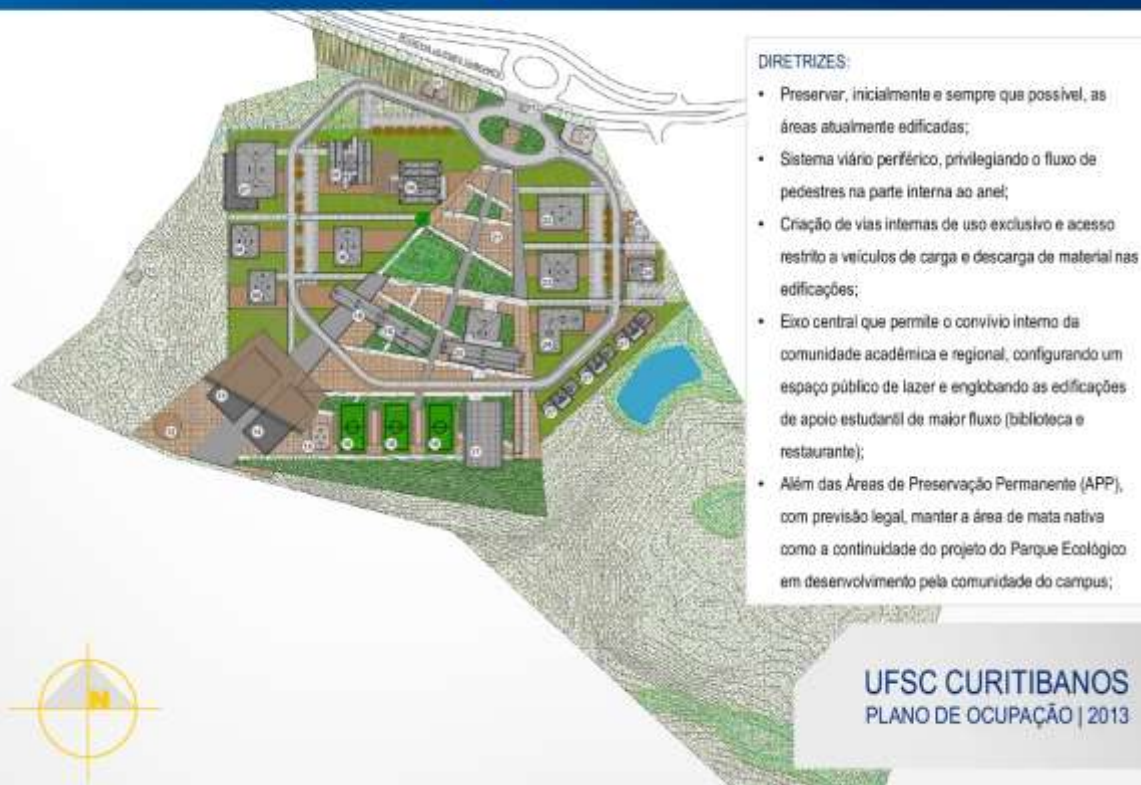 DIRETRIZES:
• Preservar, inicialmente e sempre que possível, as
áreas atualmente edificadas;
• Sistema viário periférico, privilegiando o fluxo de
pedestres na parte interna ao anel;
• Criação de vias internas de uso exclusivo e acesso
restrito a veículos de carga e descarga de material nas
edificações;
• Eixo central que permite o convívio interno da
comunidade acadêmica e regional, configurando um
espaço público de lazer e englobando as edificações
de apoio estudantil de maior fluxo (biblioteca e
restaurante);
• Além das Áreas de Preservação Permanente (APP),
com previsão legal, manter a área de mata nativa
como a continuidade do projeto do Parque Ecológico
em desenvolvimento pela comunidade do campus;
N
UFSC CURITIBANOS
PLANO DE OCUPAÇÃO | 2013